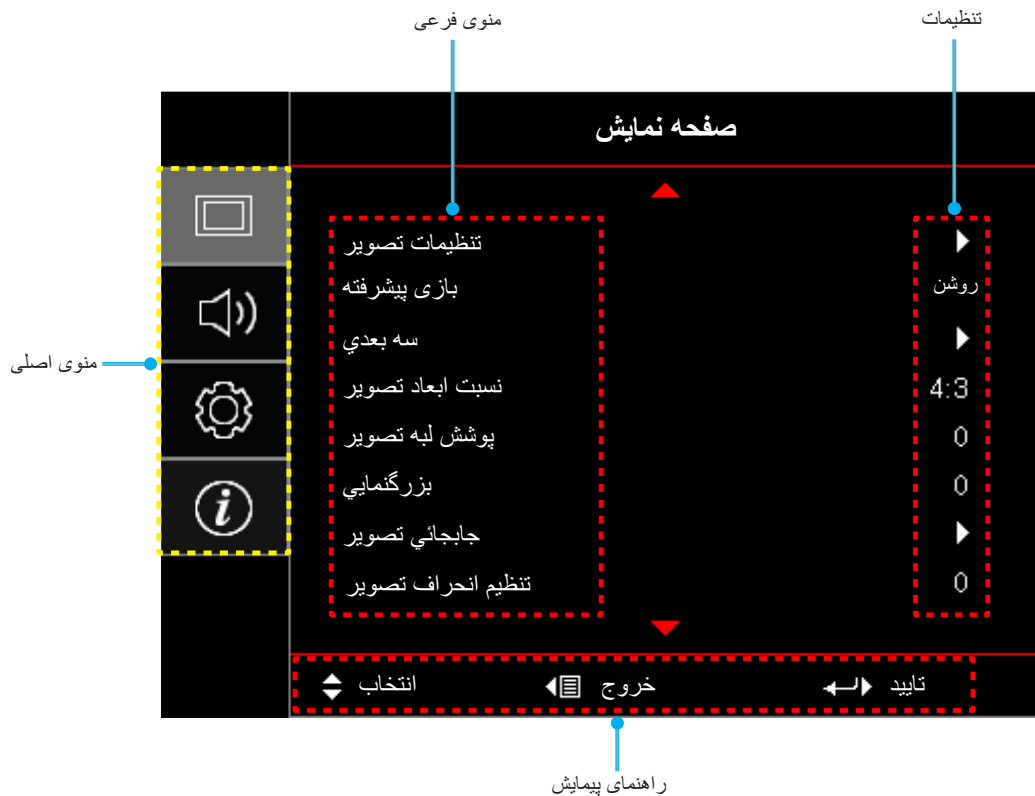 منوی فرعی
تنظیمات
صفحه نمایش
تنظیمات تصویر
بازی پیشرفته
روشن
سه بعدي
نسبت ابعاد تصویر
4:3
پوشش لبه تصویر
0
بزرگنمايي
0
جابجائي تصویر
تنظیم انحراف تصویر
0
منوی اصلی
انتخاب
خروج
تایید
راهنمای پیمایش